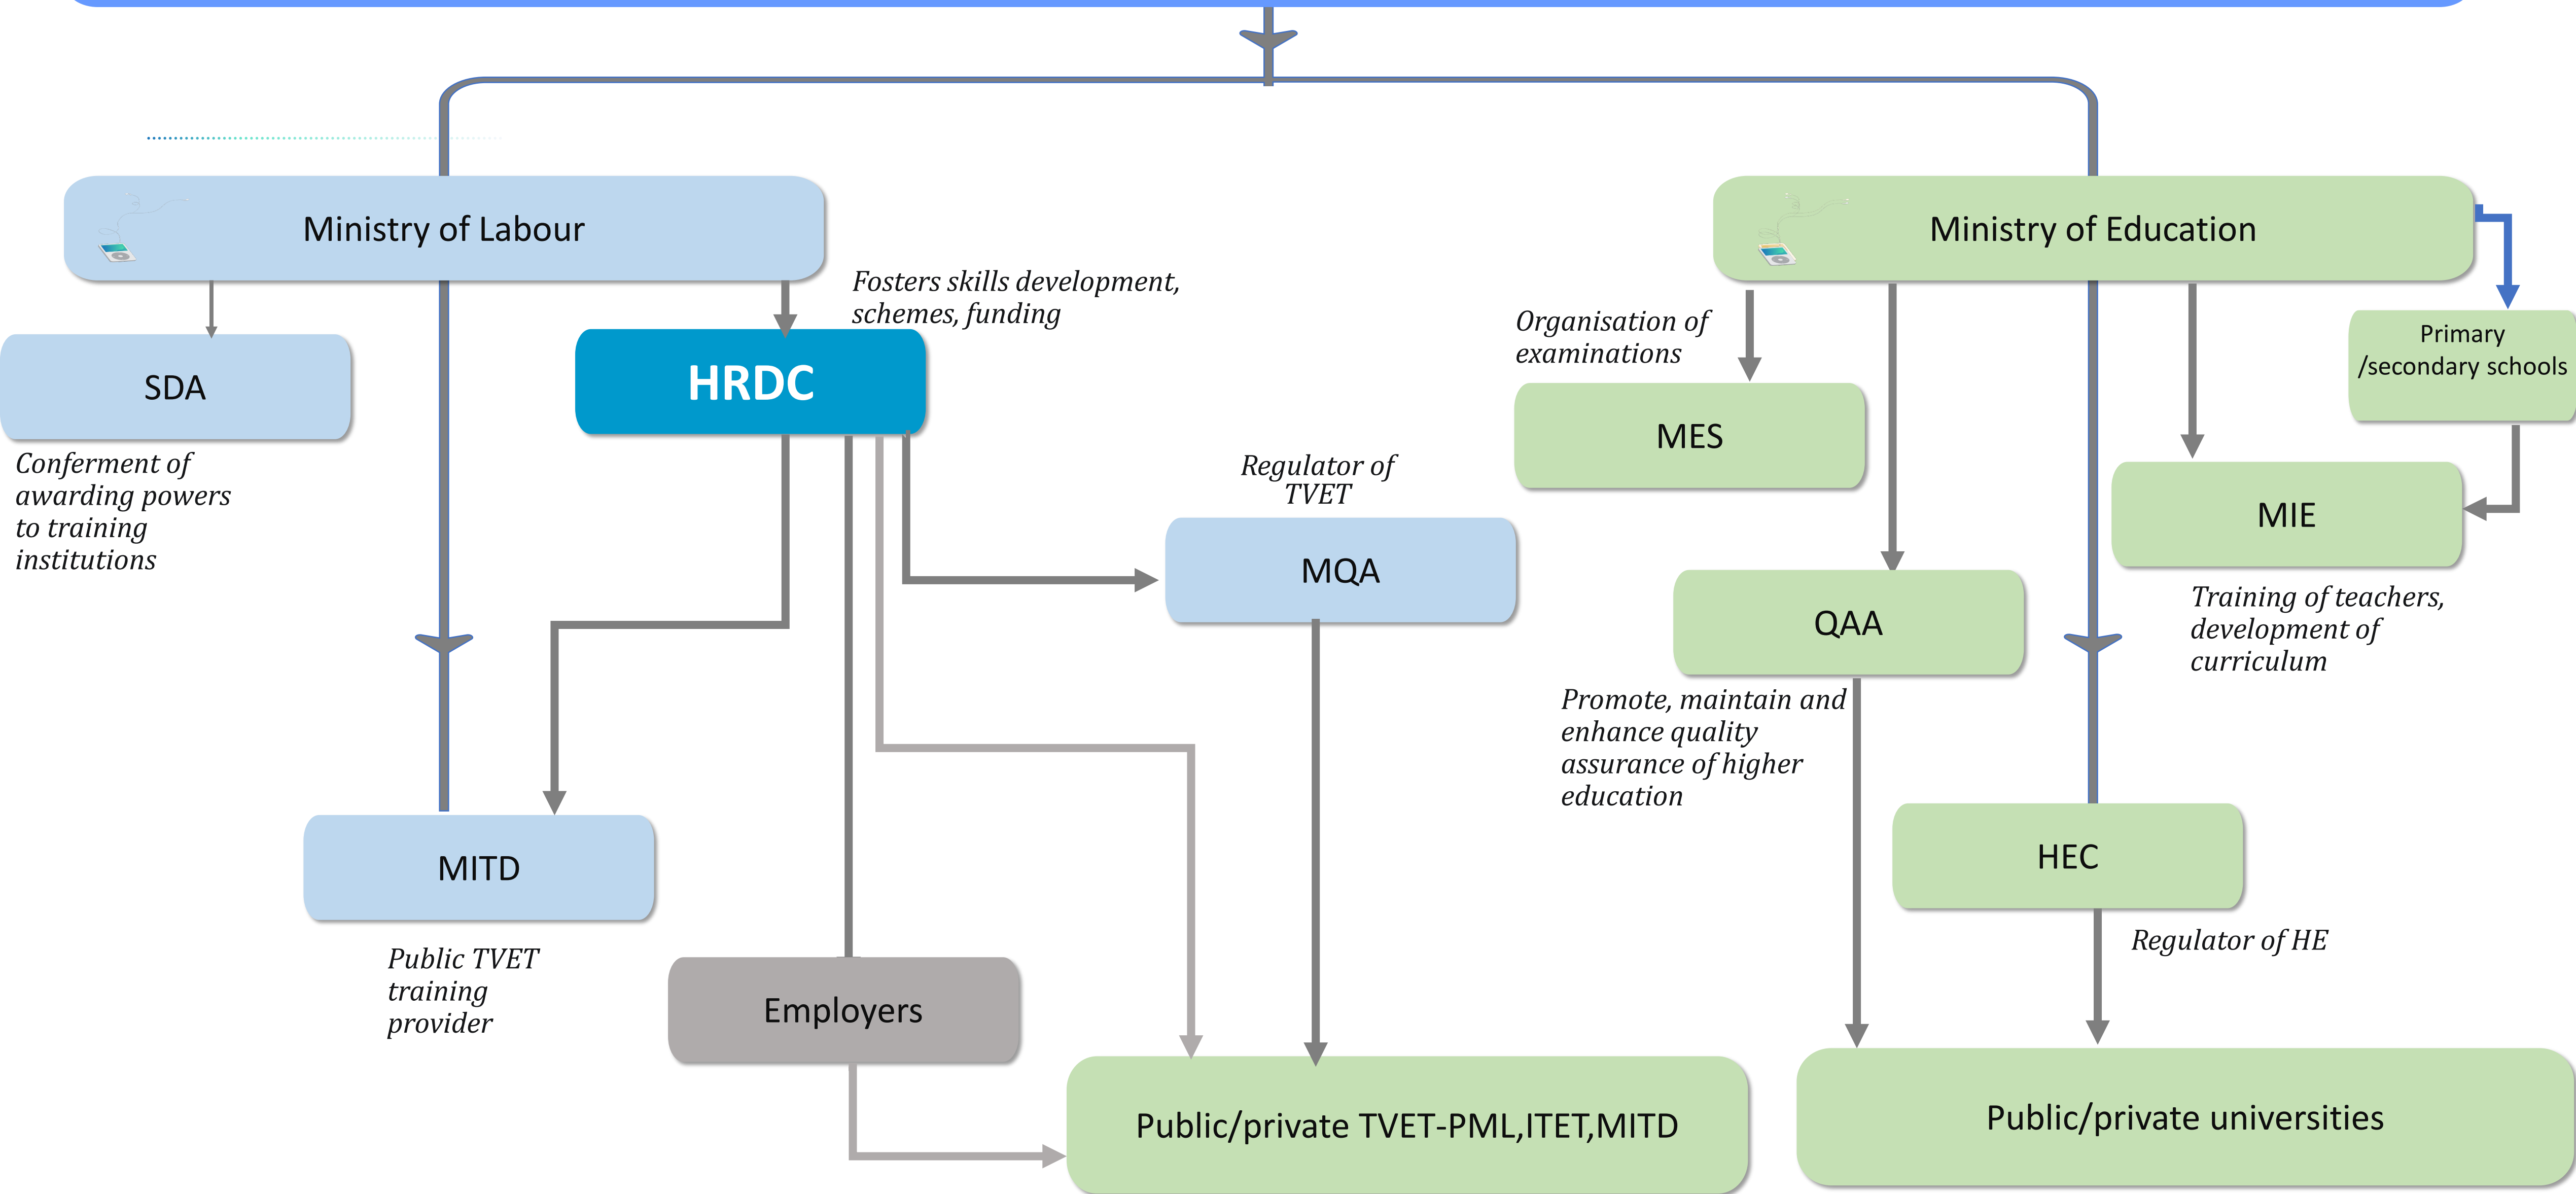 Ministry of Labour
Ministry of Education
Fosters skills development,
schemes, funding
SDA
HRDC
Organisation of
examinations
Primary
/secondary schools
MES
Conferment of
awarding powers
to training
institutions
Regulator of
TVET
MQA
MIE
QAA
Training of teachers,
development of
curriculum
Promote, maintain and
enhance quality
assurance of higher
education
MITD
HEC
Public TVET
training
provider
Regulator of HE
Employers
Public/private TVET-PML,ITET,MITD
Public/private universities